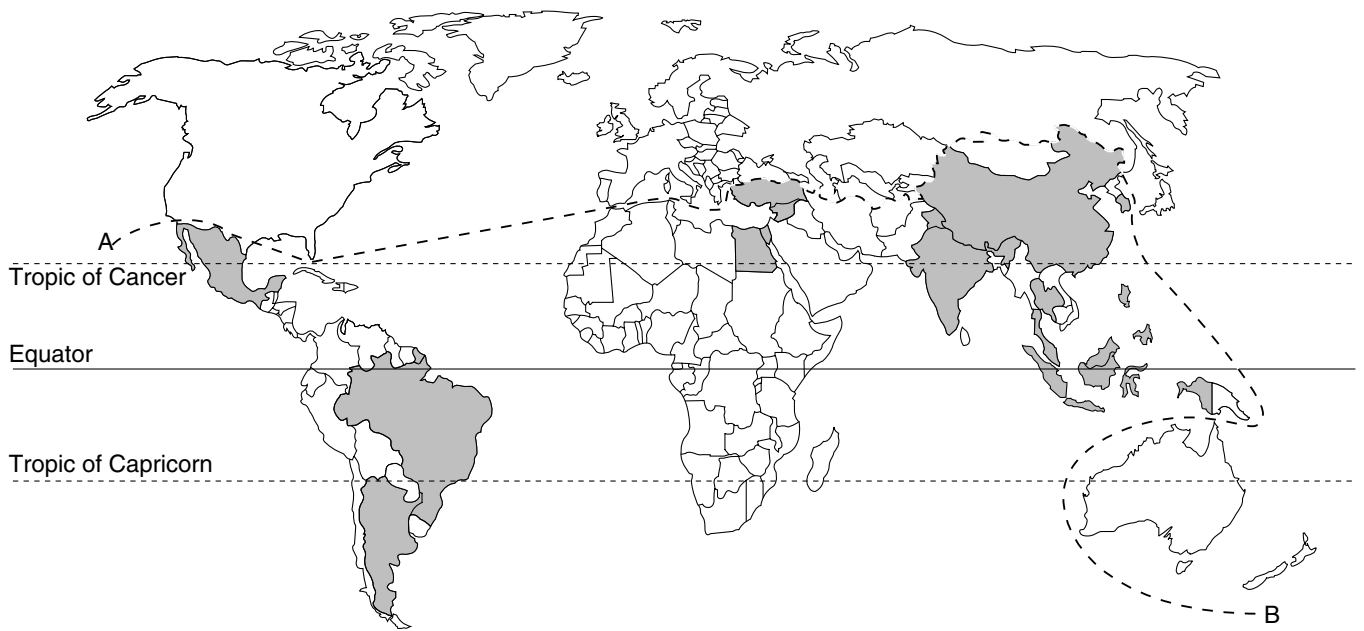 A
Tropic of Cancer
Equator
Tropic of Capricorn
B